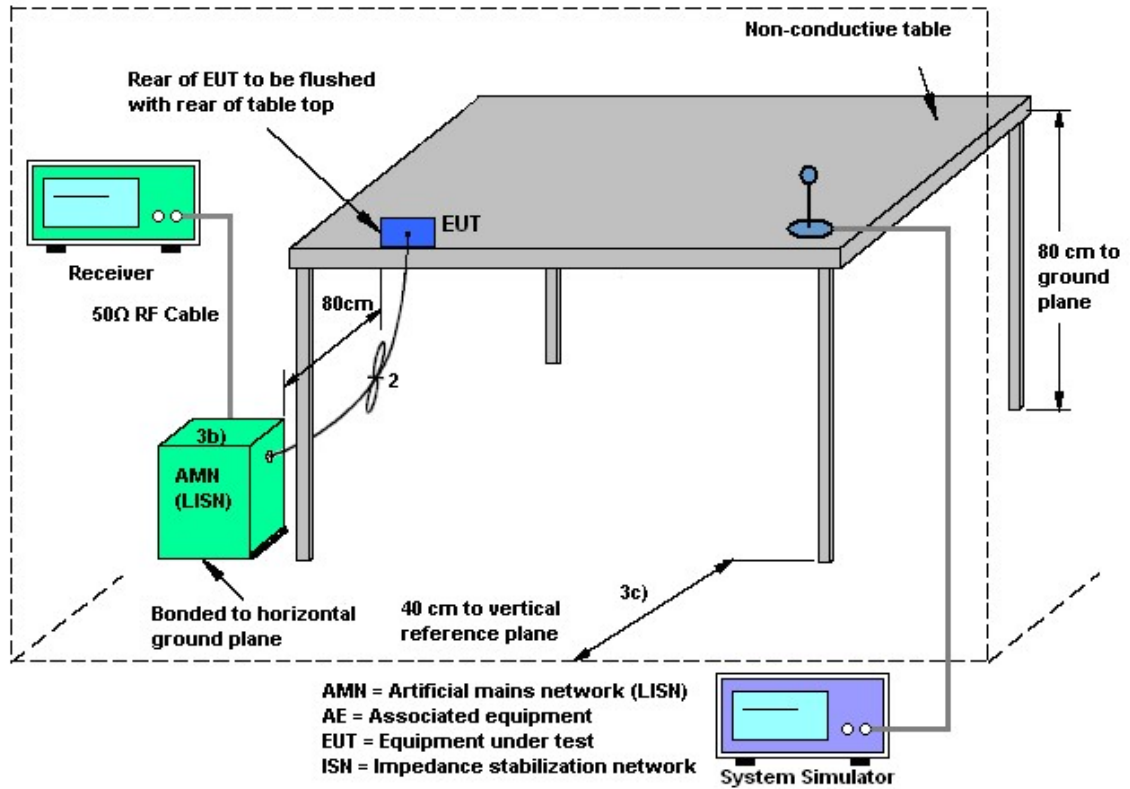 Non-conductive table
Rear of EUT to be flushed
with rear of table top
EUT
Receiver
80cm
80 cm to
ground
plane
50Ω RF Cable
2
3b)
AMN
(LISN)
3c)
Bonded to horizontal
ground plane
40 cm to vertical
reference plane
AMN = Artificial mains network (LISN)
AE = Associated equipment
EUT = Equipment under test
ISN = Impedance stabilization network
System Simulator